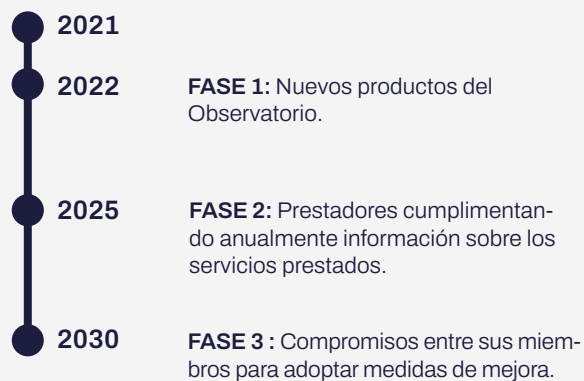 2021
2022
FASE 1: Nuevos productos del
Observatorio.
2025
FASE 2: Prestadores cumplimentan-
do anualmente información sobre los
servicios prestados.
2030
FASE 3 : Compromisos entre sus miem-
bros para adoptar medidas de mejora.